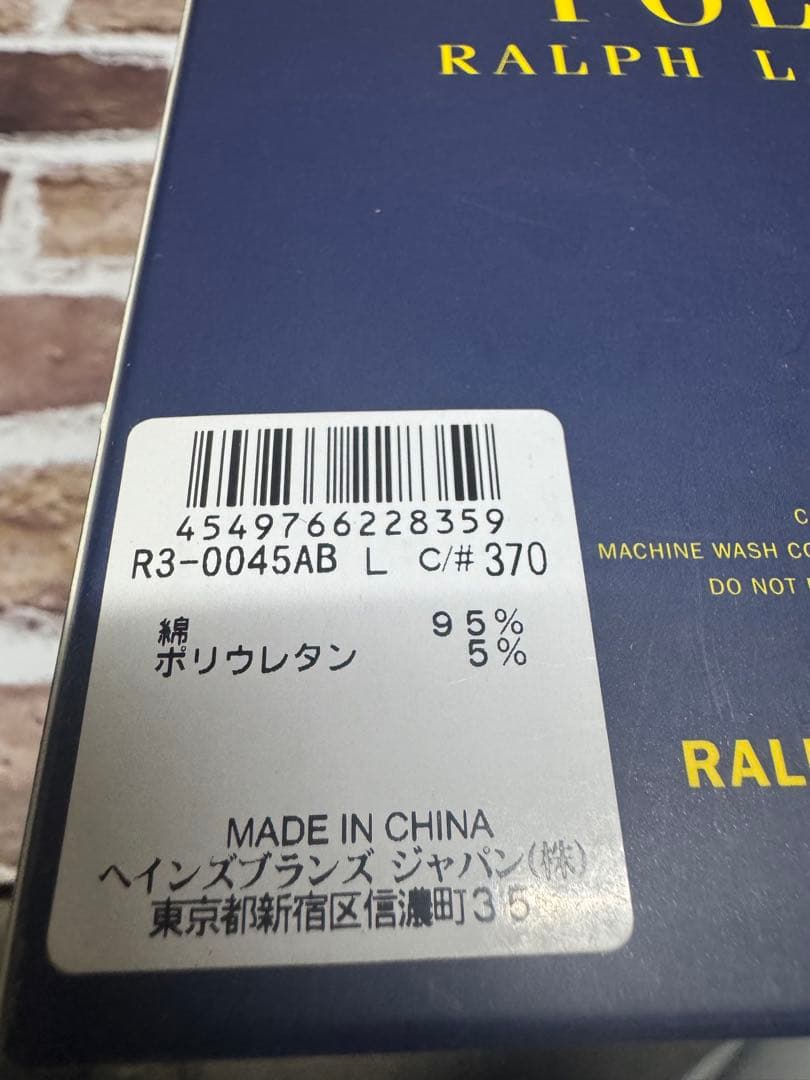 POL
RALPH L
4549766228359
R3-0045AB L C/# 370
綿 95%
ポリウレタン 5%
MADE IN CHINA
ヘインズブランズ ジャパン(株)
東京都新宿区信濃町35
C
MACHINE WASH CO
DO NOT
RAL